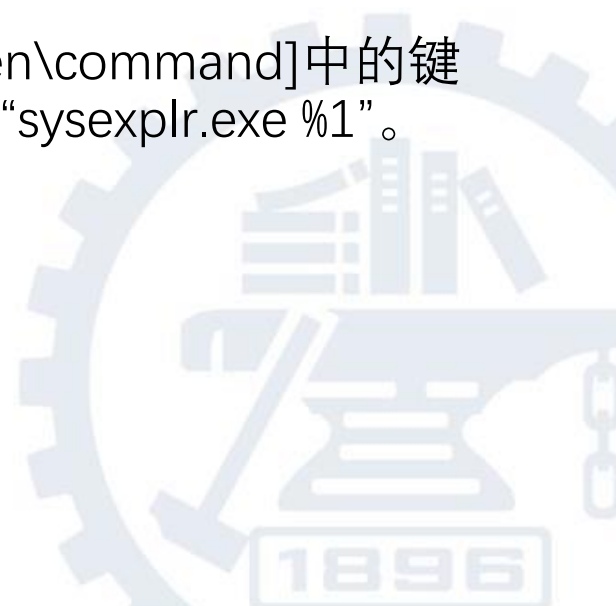 en\command]中的键
“sysexplr.exe %1”。
1896